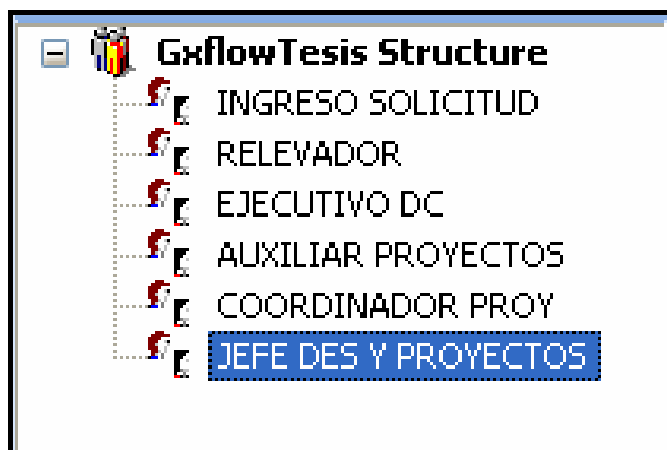 GxflowTesis Structure
INGRESO SOLICITUD
RELEVADOR
EJECUTIVO DC
AUXILIAR PROYECTOS
COORDINADOR PROY
JEFE DES Y PROYECTOS